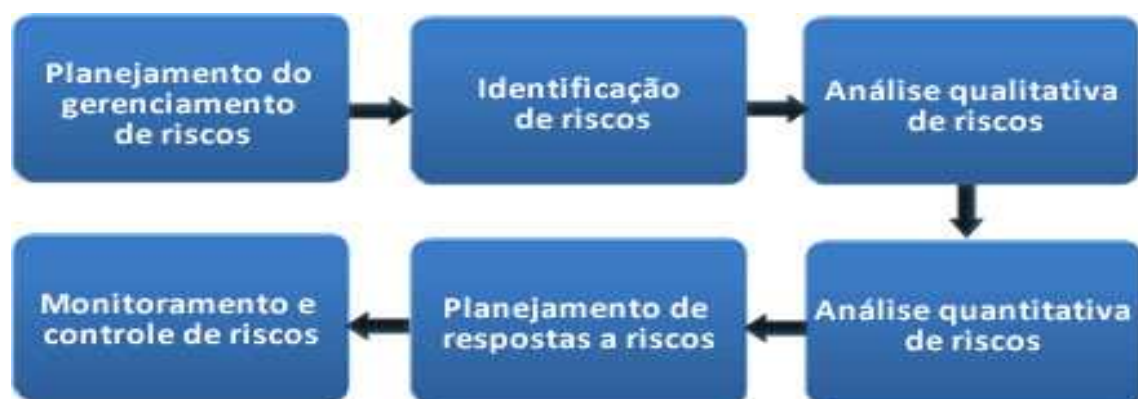 Planejamento do
gerenciamento
de riscos
Identificação
de riscos
Análise qualitativa
de riscos
Análise quantitativa
de riscos
Planejamento de
respostas a riscos
Monitoramento e
controle de riscos